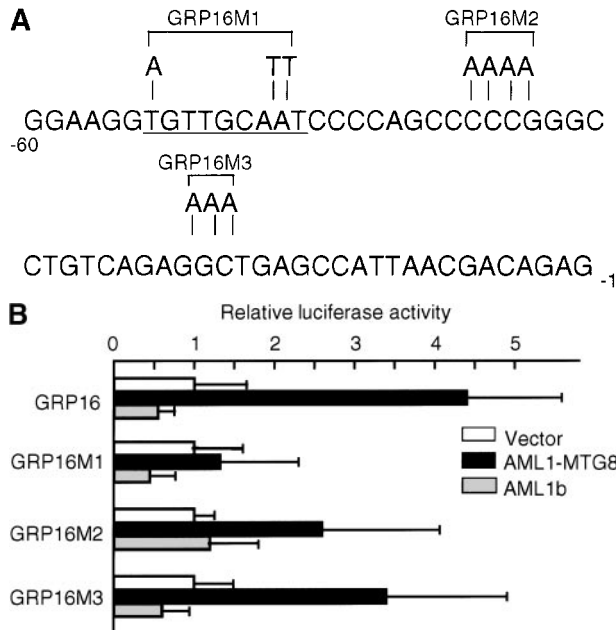 A
GRP16M1
GRP16M2
A TT AAAA
GGAAGGTGTTGCAATCCCCAGCCCCCGGGC
-60
GRP16M3
AAA
CTGTCAGAGGCTGAGCCATTAACGACAGAG
-1
B
Relative luciferase activity
0 1 2 3 4 5
GRP16
GRP16M1
GRP16M2
GRP16M3
Vector
AML1-MTG8
AML1b